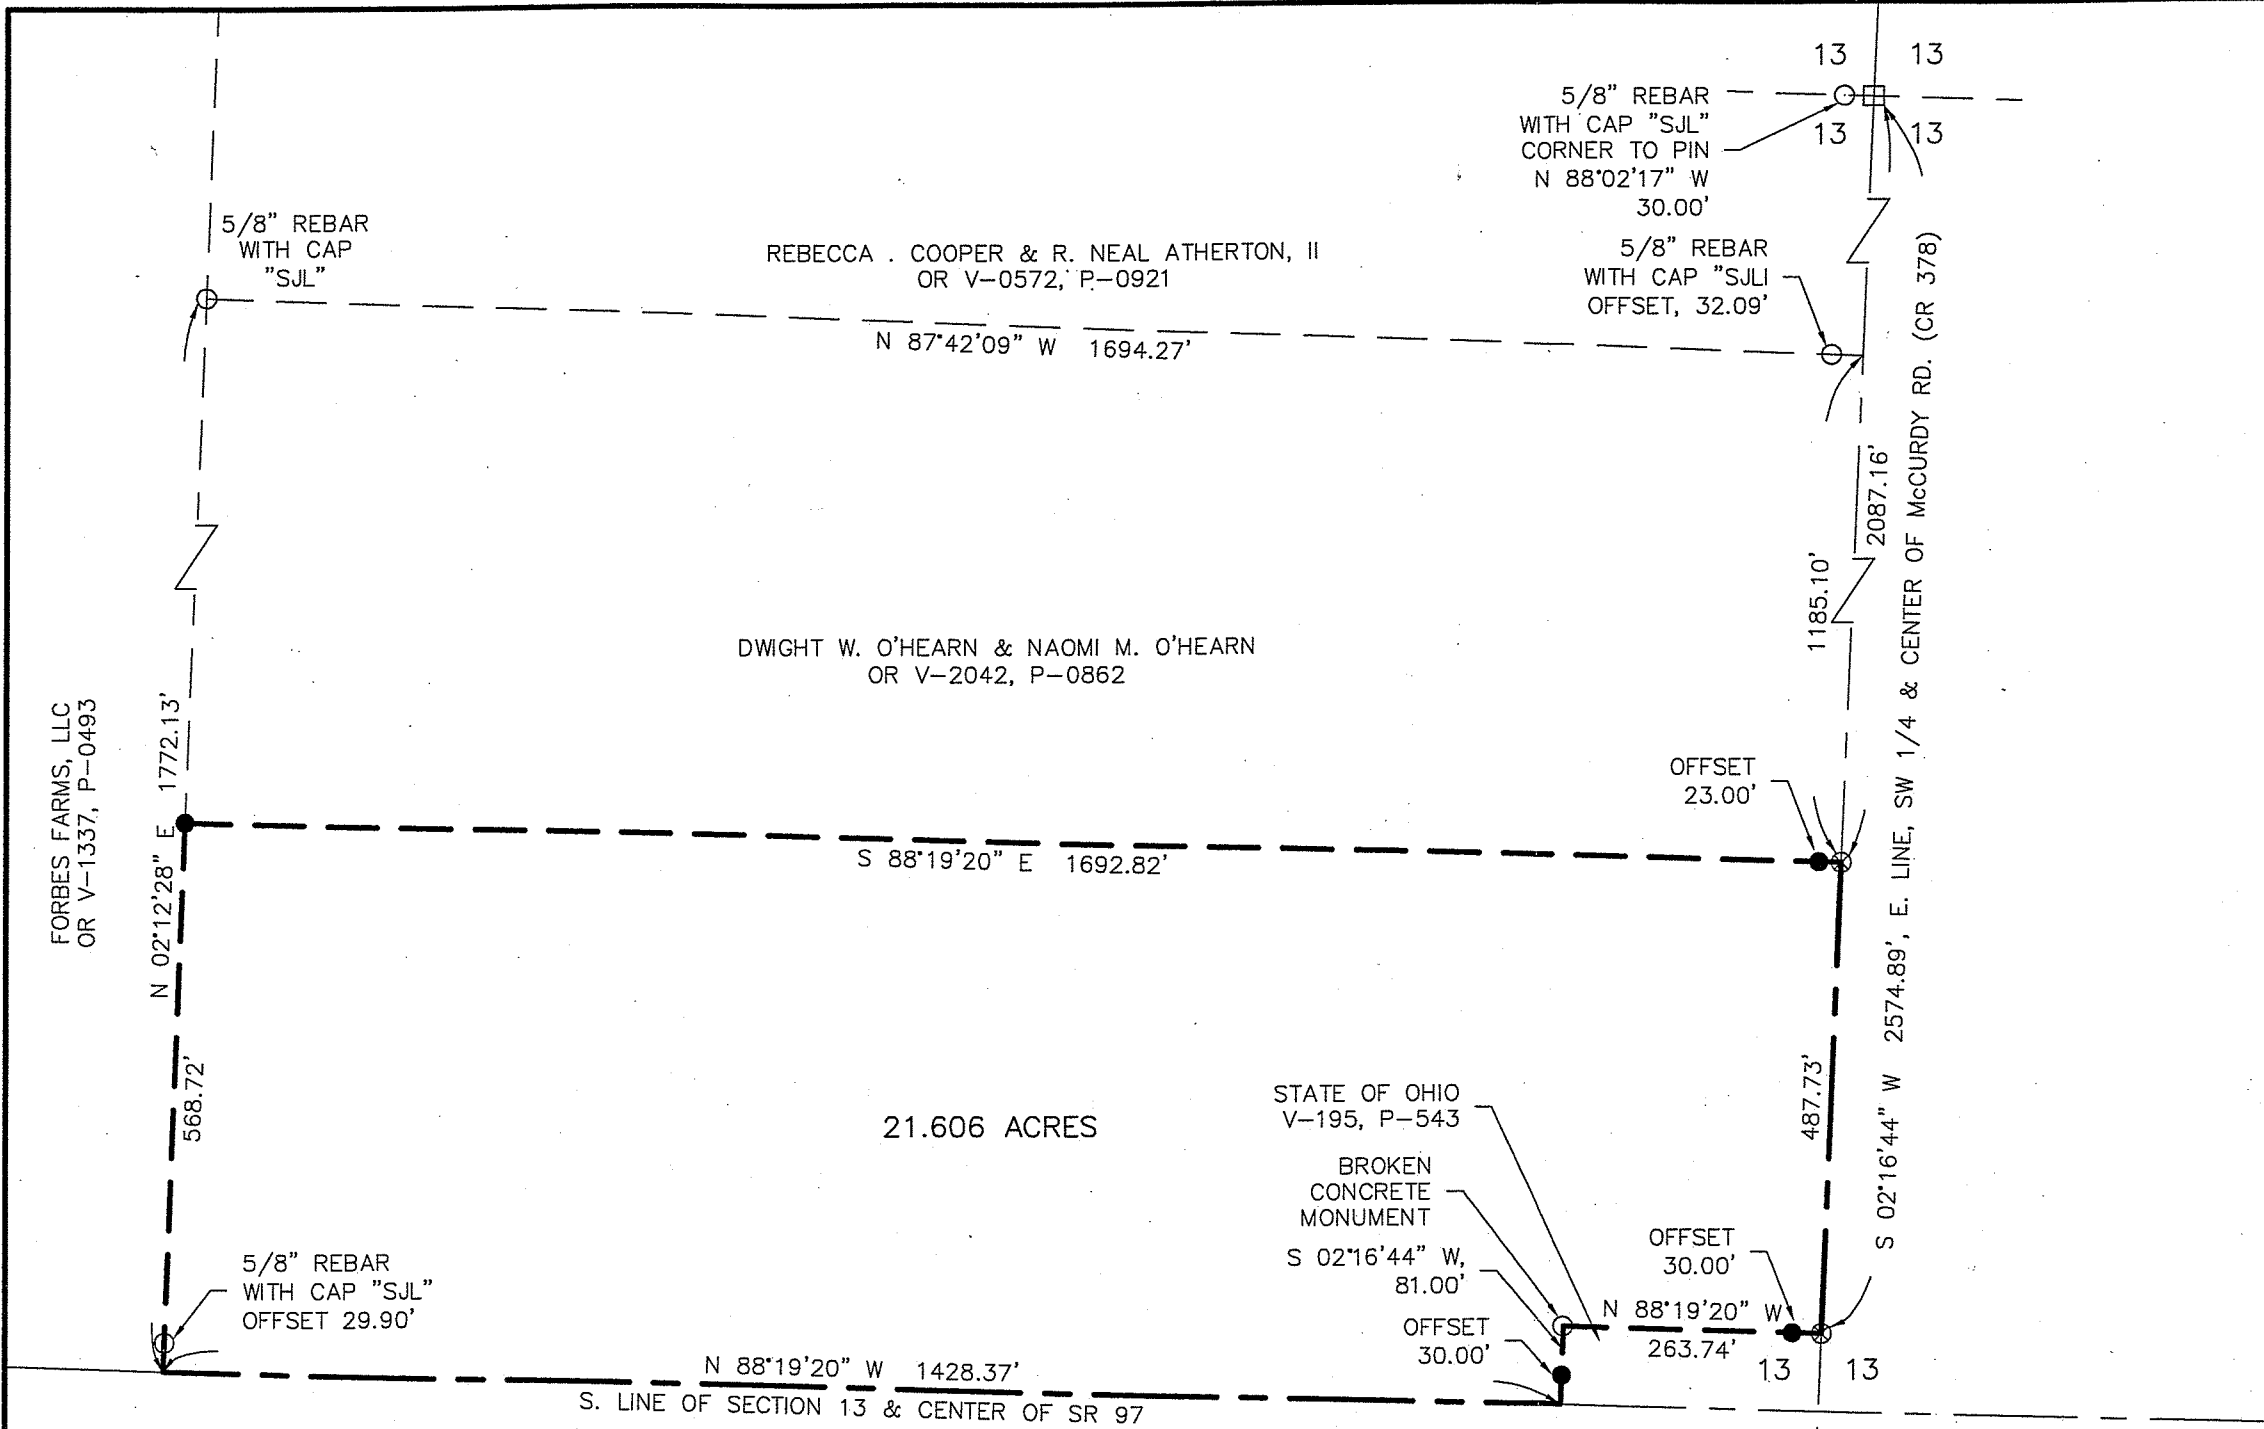 13 13
5/8" REBAR
WITH CAP "SJL"
CORNER TO PIN
N 88°02'17" W
30.00'
13 13
5/8" REBAR
WITH CAP
"SJL"
REBECCA . COOPER & R. NEAL ATHERTON, II
OR V-0572, P-0921
5/8" REBAR
WITH CAP "SJLI
OFFSET, 32.09'
N 87°42'09" W 1694.27'
2087.16'
1185.10'
S 02°16'44" W 2574.89', E. LINE, SW 1/4 & CENTER OF McCURDY RD. (CR 378)
DWIGHT W. O'HEARN & NAOMI M. O'HEARN
OR V-2042, P-0862
FORBES FARMS, LLC
OR V-1337, P-0493
N 02°12'28" E 1772.13'
OFFSET
23.00'
S 88°19'20" E 1692.82'
568.72'
487.73'
21.606 ACRES
STATE OF OHIO
V-195, P-543
BROKEN
CONCRETE
MONUMENT
S 02°16'44" W,
81.00'
OFFSET
30.00'
OFFSET
30.00'
N 88°19'20" W
263.74'
13 13
5/8" REBAR
WITH CAP "SJL"
OFFSET 29.90'
N 88°19'20" W 1428.37'
S. LINE OF SECTION 13 & CENTER OF SR 97